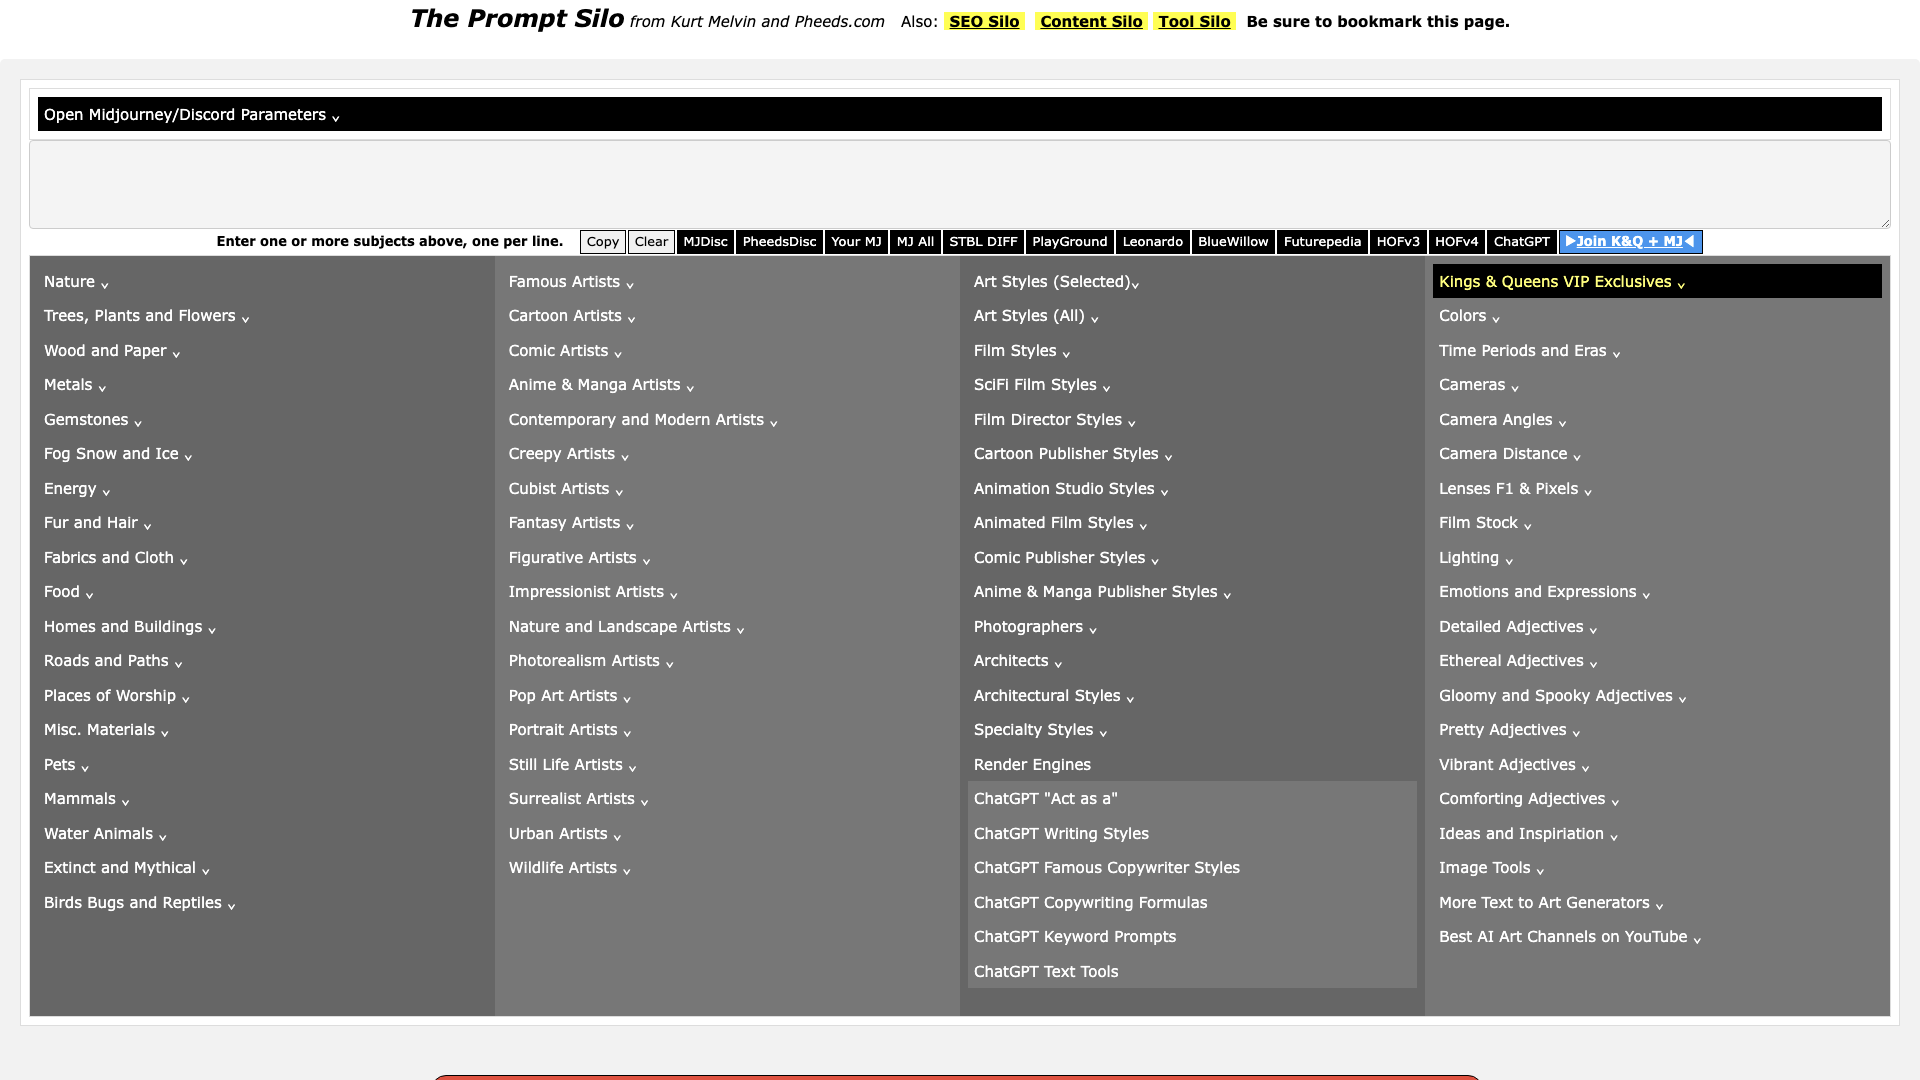 The Prompt Silo from Kurt Melvin and Pheeds.com Also: SEO Silo Content Silo Tool Silo Be sure to bookmark this page.
Open Midjourney/Discord Parameters
Enter one or more subjects above, one per line. Copy Clear MJDisc PheedsDisc Your MJ MJ All STBL DIFF PlayGround Leonardo BlueWillow Futurepedia HOFv3 HOFv4 ChatGPT Join K&Q + MJ
Nature
Trees, Plants and Flowers
Wood and Paper
Metals
Gemstones
Fog Snow and Ice
Energy
Fur and Hair
Fabrics and Cloth
Food
Homes and Buildings
Roads and Paths
Places of Worship
Misc. Materials
Pets
Mammals
Water Animals
Extinct and Mythical
Birds Bugs and Reptiles
Famous Artists
Cartoon Artists
Comic Artists
Anime & Manga Artists
Contemporary and Modern Artists
Creepy Artists
Cubist Artists
Fantasy Artists
Figurative Artists
Impressionist Artists
Nature and Landscape Artists
Photorealism Artists
Pop Art Artists
Portrait Artists
Still Life Artists
Surrealist Artists
Urban Artists
Wildlife Artists
Art Styles (Selected)
Art Styles (All)
Film Styles
SciFi Film Styles
Film Director Styles
Cartoon Publisher Styles
Animation Studio Styles
Animated Film Styles
Comic Publisher Styles
Anime & Manga Publisher Styles
Photographers
Architects
Architectural Styles
Specialty Styles
Render Engines
ChatGPT "Act as a"
ChatGPT Writing Styles
ChatGPT Famous Copywriter Styles
ChatGPT Copywriting Formulas
ChatGPT Keyword Prompts
ChatGPT Text Tools
Kings & Queens VIP Exclusives
Colors
Time Periods and Eras
Cameras
Camera Angles
Camera Distance
Lenses F1 & Pixels
Film Stock
Lighting
Emotions and Expressions
Detailed Adjectives
Ethereal Adjectives
Gloomy and Spooky Adjectives
Pretty Adjectives
Vibrant Adjectives
Comforting Adjectives
Ideas and Inspiriation
Image Tools
More Text to Art Generators
Best AI Art Channels on YouTube